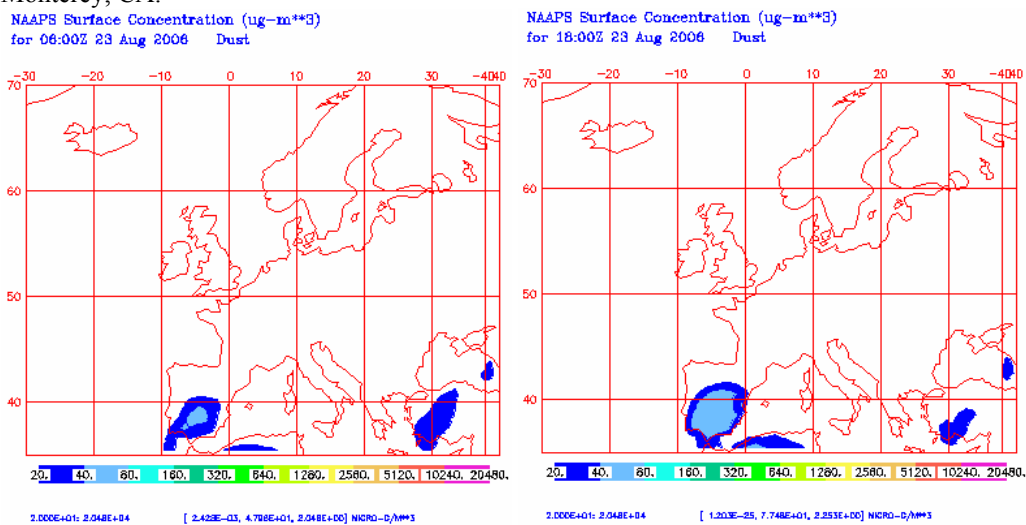 Monterey, CA.
NAAPS Surface Concentration (ug-m**3)
for 06:00Z 23 Aug 2006 Dust
-30 -20 -10 0 10 20 30 -4040
70
60
50
40
20. 40. 80. 160. 320. 640. 1280. 2560. 5120. 10240. 20480.
2.000E+01: 2.048E+04 [ 2.428E-03, 4.798E+01, 2.048E+00] MICRO-G/M**3
NAAPS Surface Concentration (ug-m**3)
for 18:00Z 23 Aug 2006 Dust
-30 -20 -10 0 10 20 30 -4040
70
60
50
40
20. 40. 80. 160. 320. 640. 1280. 2560. 5120. 10240. 20480.
2.000E+01: 2.048E+04 [ 1.203E-25, 7.748E+01, 2.253E+00] MICRO-G/M**3